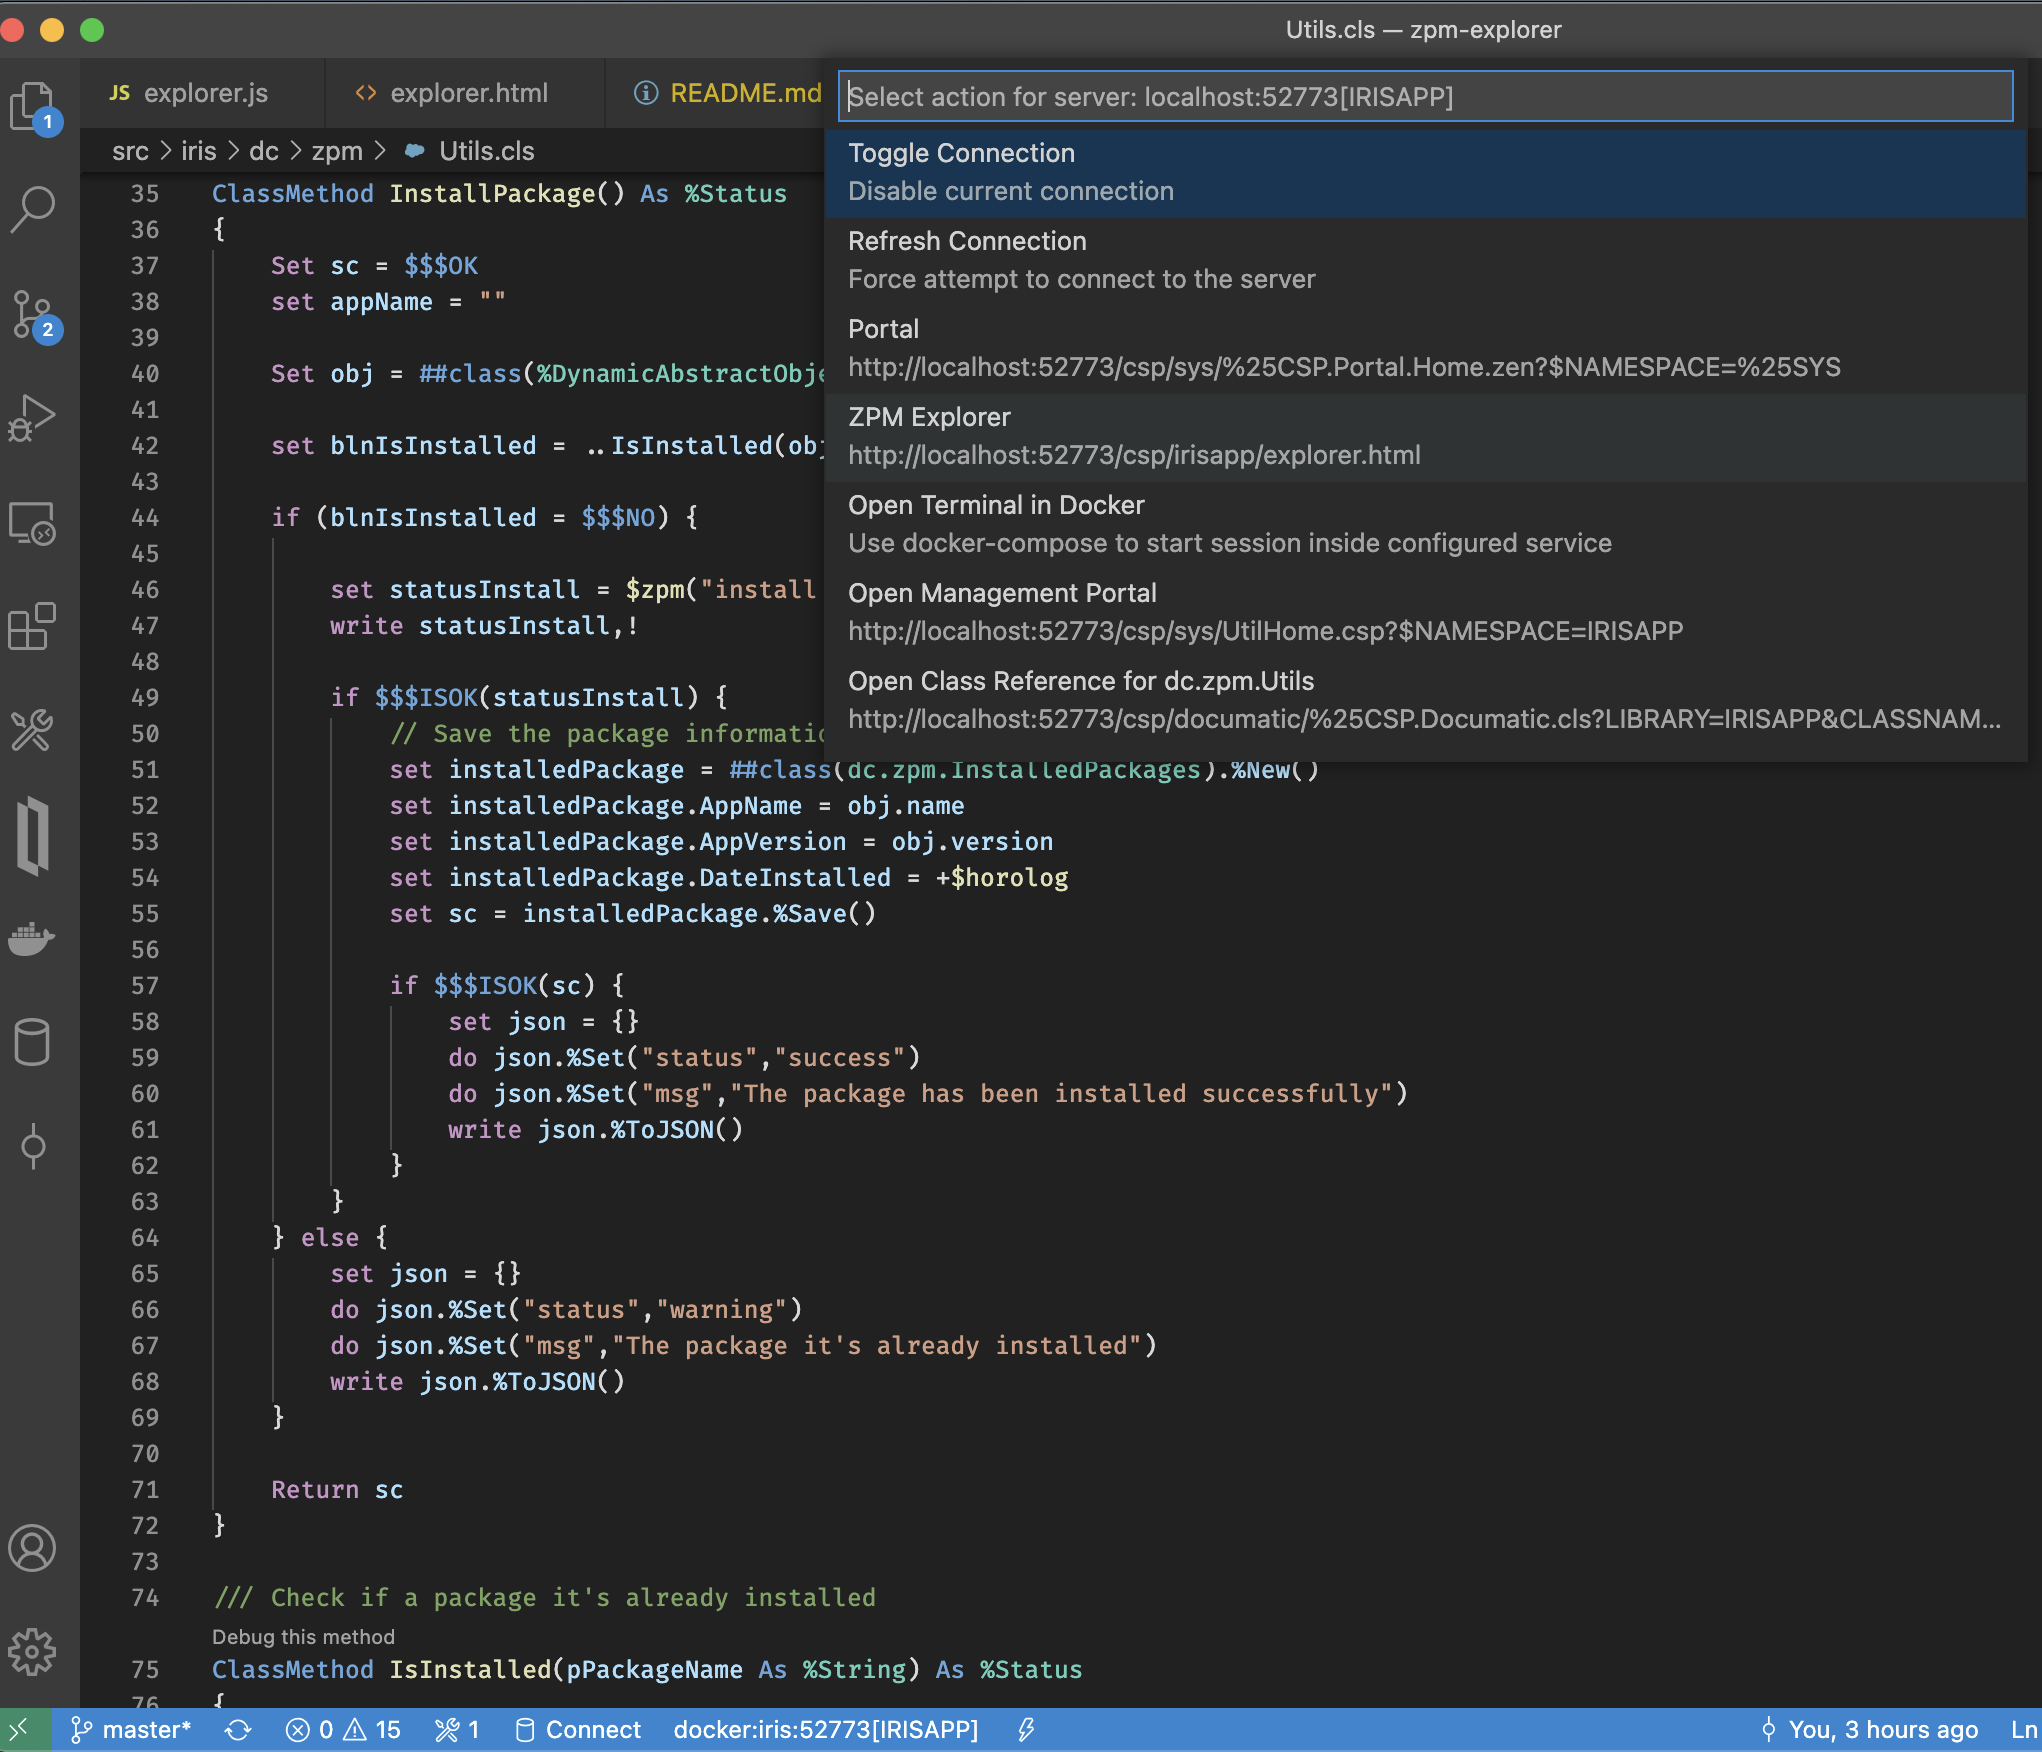 Utils.cls — zpm-explorer
JS explorer.js
<> explorer.html
README.md
Select action for server: localhost:52773[IRISAPP]
Toggle Connection
Disable current connection
Refresh Connection
Force attempt to connect to the server
Portal
http://localhost:52773/csp/sys/%25CSP.Portal.Home.zen?$NAMESPACE=%25SYS
ZPM Explorer
http://localhost:52773/csp/irisapp/explorer.html
Open Terminal in Docker
Use docker-compose to start session inside configured service
Open Management Portal
http://localhost:52773/csp/sys/UtilHome.csp?$NAMESPACE=IRISAPP
Open Class Reference for dc.zpm.Utils
http://localhost:52773/csp/documatic/%25CSP.Documatic.cls?LIBRARY=IRISAPP&CLASSNAM...
1
2
src > iris > dc > zpm > Utils.cls
35 ClassMethod InstallPackage() As %Status
36 {
37 Set sc = $$$OK
38 set appName = ""
39
40 Set obj = ##class(%DynamicAbstractObje
41
42 set blnIsInstalled = ..IsInstalled(obj
43
44 if (blnIsInstalled = $$$NO) {
45
46 set statusInstall = $zpm("install
47 write statusInstall,!
48
49 if $$$ISOK(statusInstall) {
50 // Save the package informatio
51 set installedPackage = ##class(dc.zpm.InstalledPackages).%New()
52 set installedPackage.AppName = obj.name
53 set installedPackage.AppVersion = obj.version
54 set installedPackage.DateInstalled = +$horolog
55 set sc = installedPackage.%Save()
56
57 if $$$ISOK(sc) {
58 set json = {}
59 do json.%Set("status","success")
60 do json.%Set("msg","The package has been installed successfully")
61 write json.%ToJSON()
62 }
63 }
64 } else {
65 set json = {}
66 do json.%Set("status","warning")
67 do json.%Set("msg","The package it's already installed")
68 write json.%ToJSON()
69 }
70
71 Return sc
72 }
73
74 /// Check if a package it's already installed
Debug this method
75 ClassMethod IsInstalled(pPackageName As %String) As %Status
76 {
master* 0 15 1 Connect docker:iris:52773[IRISAPP] You, 3 hours ago Ln